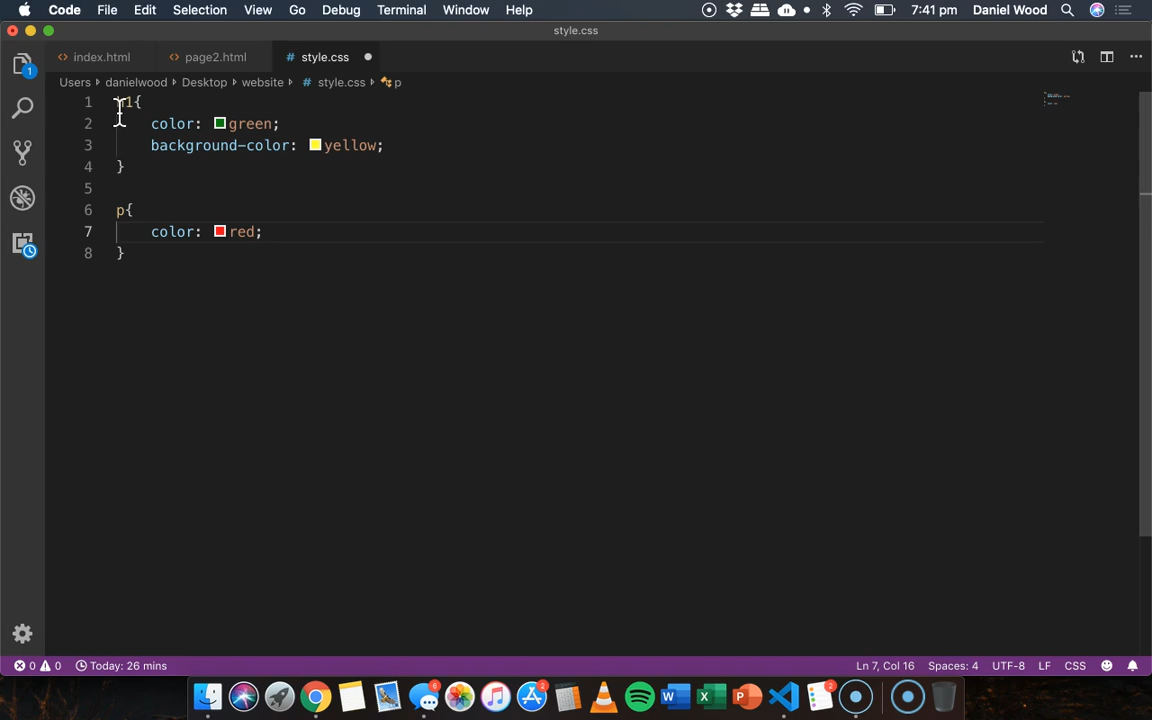 Code File Edit Selection View Go Debug Terminal Window Help 7:41 pm Daniel Wood
style.css
index.html page2.html # style.css
Users danielwood Desktop website # style.css p
1
2 color: green;
3 background-color: yellow;
4 }
5
6 p{
7 color: red;
8 }
0 0 Today: 26 mins Ln 7, Col 16 Spaces: 4 UTF-8 LF CSS